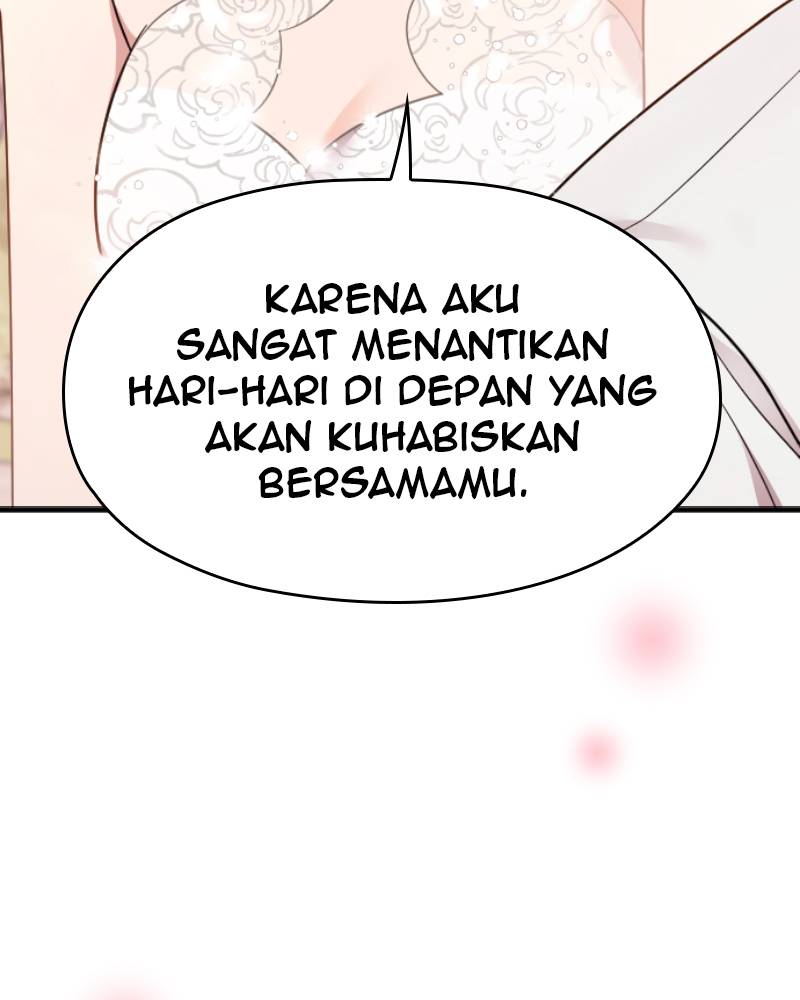 KARENA AKU
SANGAT MENANTIKAN
HARI-HARI DI DEPAN YANG
AKAN KUHABISKAN
BERSAMAMU.